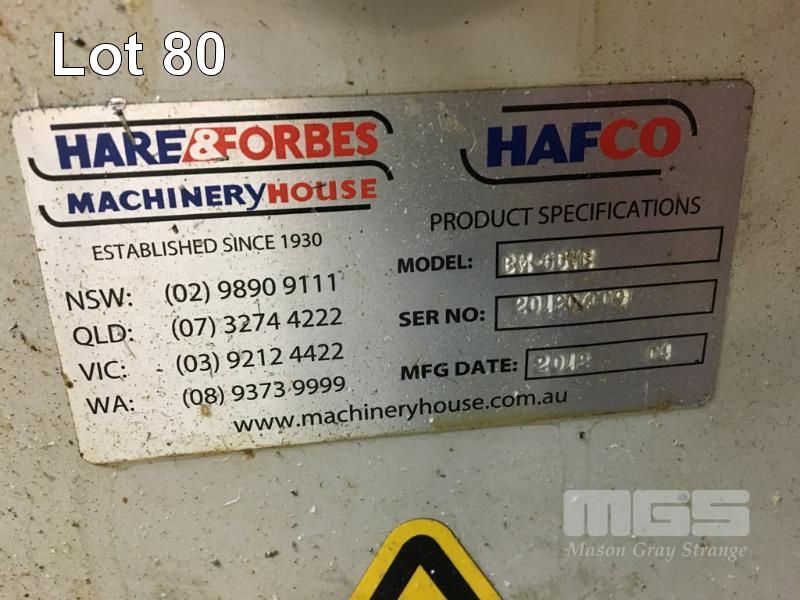 Lot 80
HARE&FORBES
MACHINERYHOUSE
ESTABLISHED SINCE 1930
NSW: (02) 9890 9111
QLD: (07) 3274 4222
VIC: (03) 9212 4422
WA: (08) 9373 9999
www.machineryhouse.com.au
HAFCO
PRODUCT SPECIFICATIONS
MODEL:
SER NO:
MFG DATE: 2012 04
MGS
Mason Gray Strange